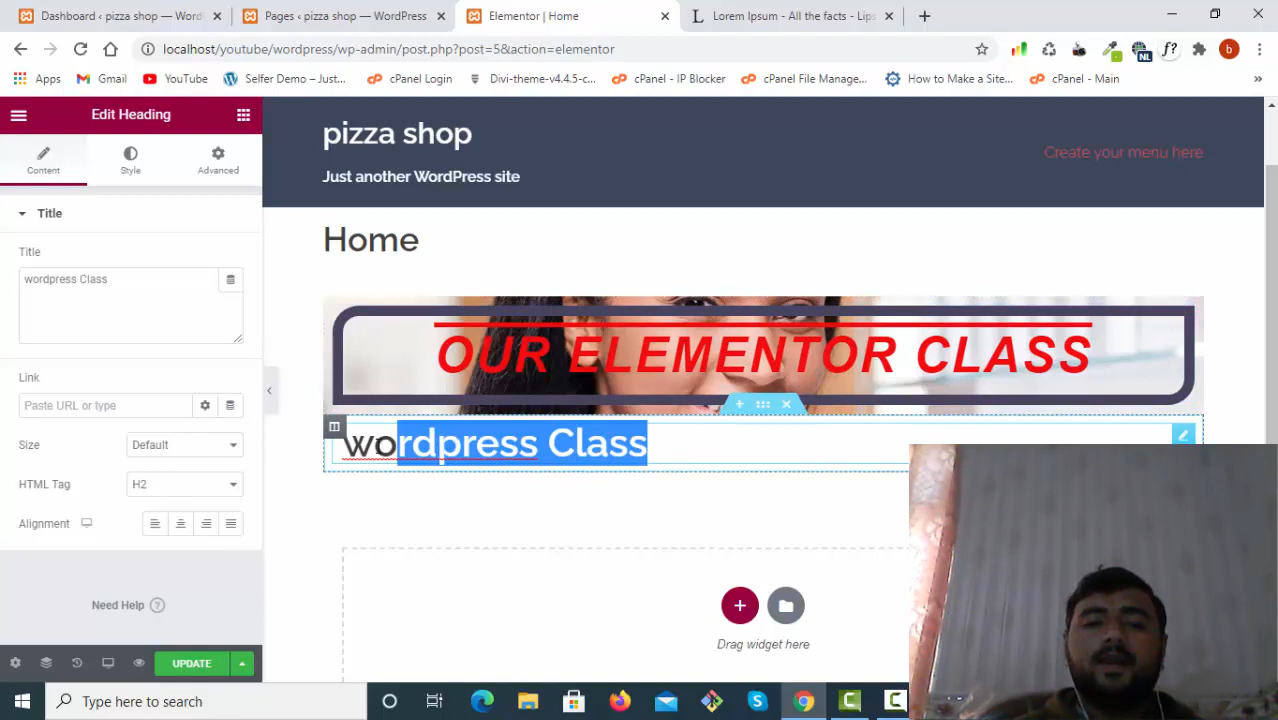 Dashboard ‹ pizza shop — Word
Pages ‹ pizza shop — WordPress
Elementor | Home
Lorem Ipsum - All the facts - Lips
localhost/youtube/wordpress/wp-admin/post.php?post=5&action=elementor
NL
f?
b
Apps
Gmail
YouTube
Selfer Demo – Just...
cPanel Login
Divi-theme-v4.4.5-c...
cPanel - IP Blocker
cPanel File Manage...
How to Make a Site...
cPanel - Main
»
Edit Heading
Content
Style
Advanced
Title
Title
wordpress Class
Link
Paste URL or type
Size
Default
HTML Tag
H2
Alignment
Need Help
UPDATE
pizza shop
Just another WordPress site
Create your menu here
Home
OUR ELEMENTOR CLASS
wordpress Class
Drag widget here
Type here to search